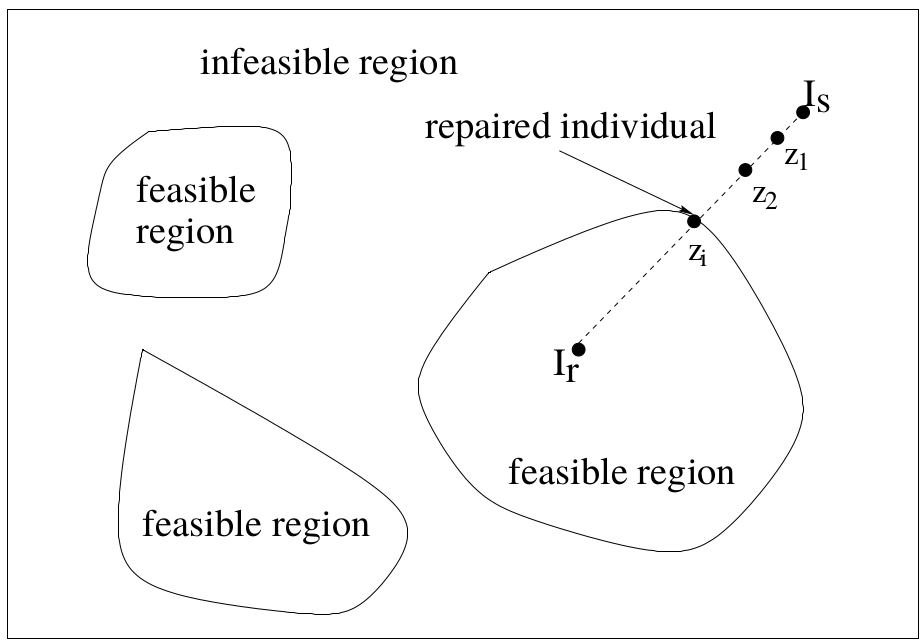 infeasible region
I_s
repaired individual
z_1
feasible
region
z_2
z_i
I_r
feasible region
feasible region